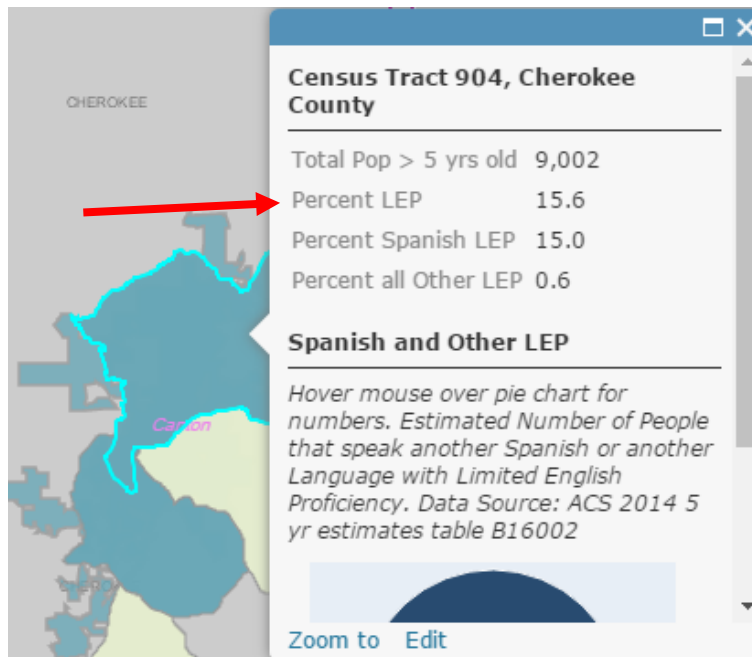 CHEROKEE
Canton
Census Tract 904, Cherokee
County
Total Pop > 5 yrs old 9,002
Percent LEP 15.6
Percent Spanish LEP 15.0
Percent all Other LEP 0.6
Spanish and Other LEP
Hover mouse over pie chart for
numbers. Estimated Number of People
that speak another Spanish or another
Language with Limited English
Proficiency. Data Source: ACS 2014 5
yr estimates table B16002
Zoom to Edit